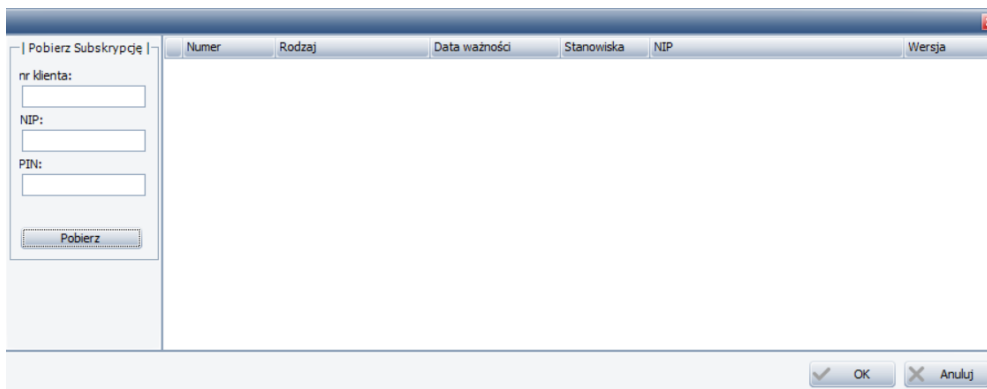 | Pobierz Subskrypcję |
Numer Rodzaj Data ważności Stanowiska NIP Wersja
nr klienta:
NIP:
PIN:
Pobierz
OK Anuluj